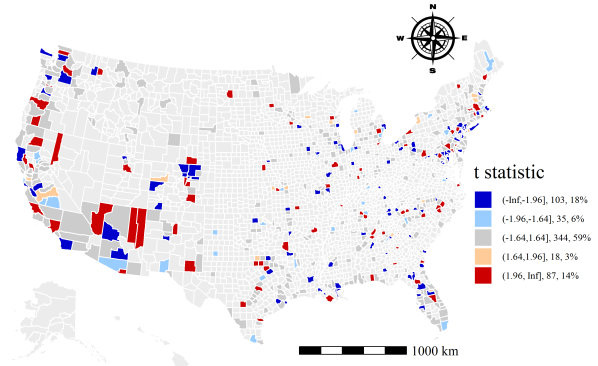 N
W E
S
t statistic
(-Inf,-1.96], 103, 18%
(-1.96,-1.64], 35, 6%
(-1.64,1.64], 344, 59%
(1.64,1.96], 18, 3%
(1.96, Inf], 87, 14%
1000 km